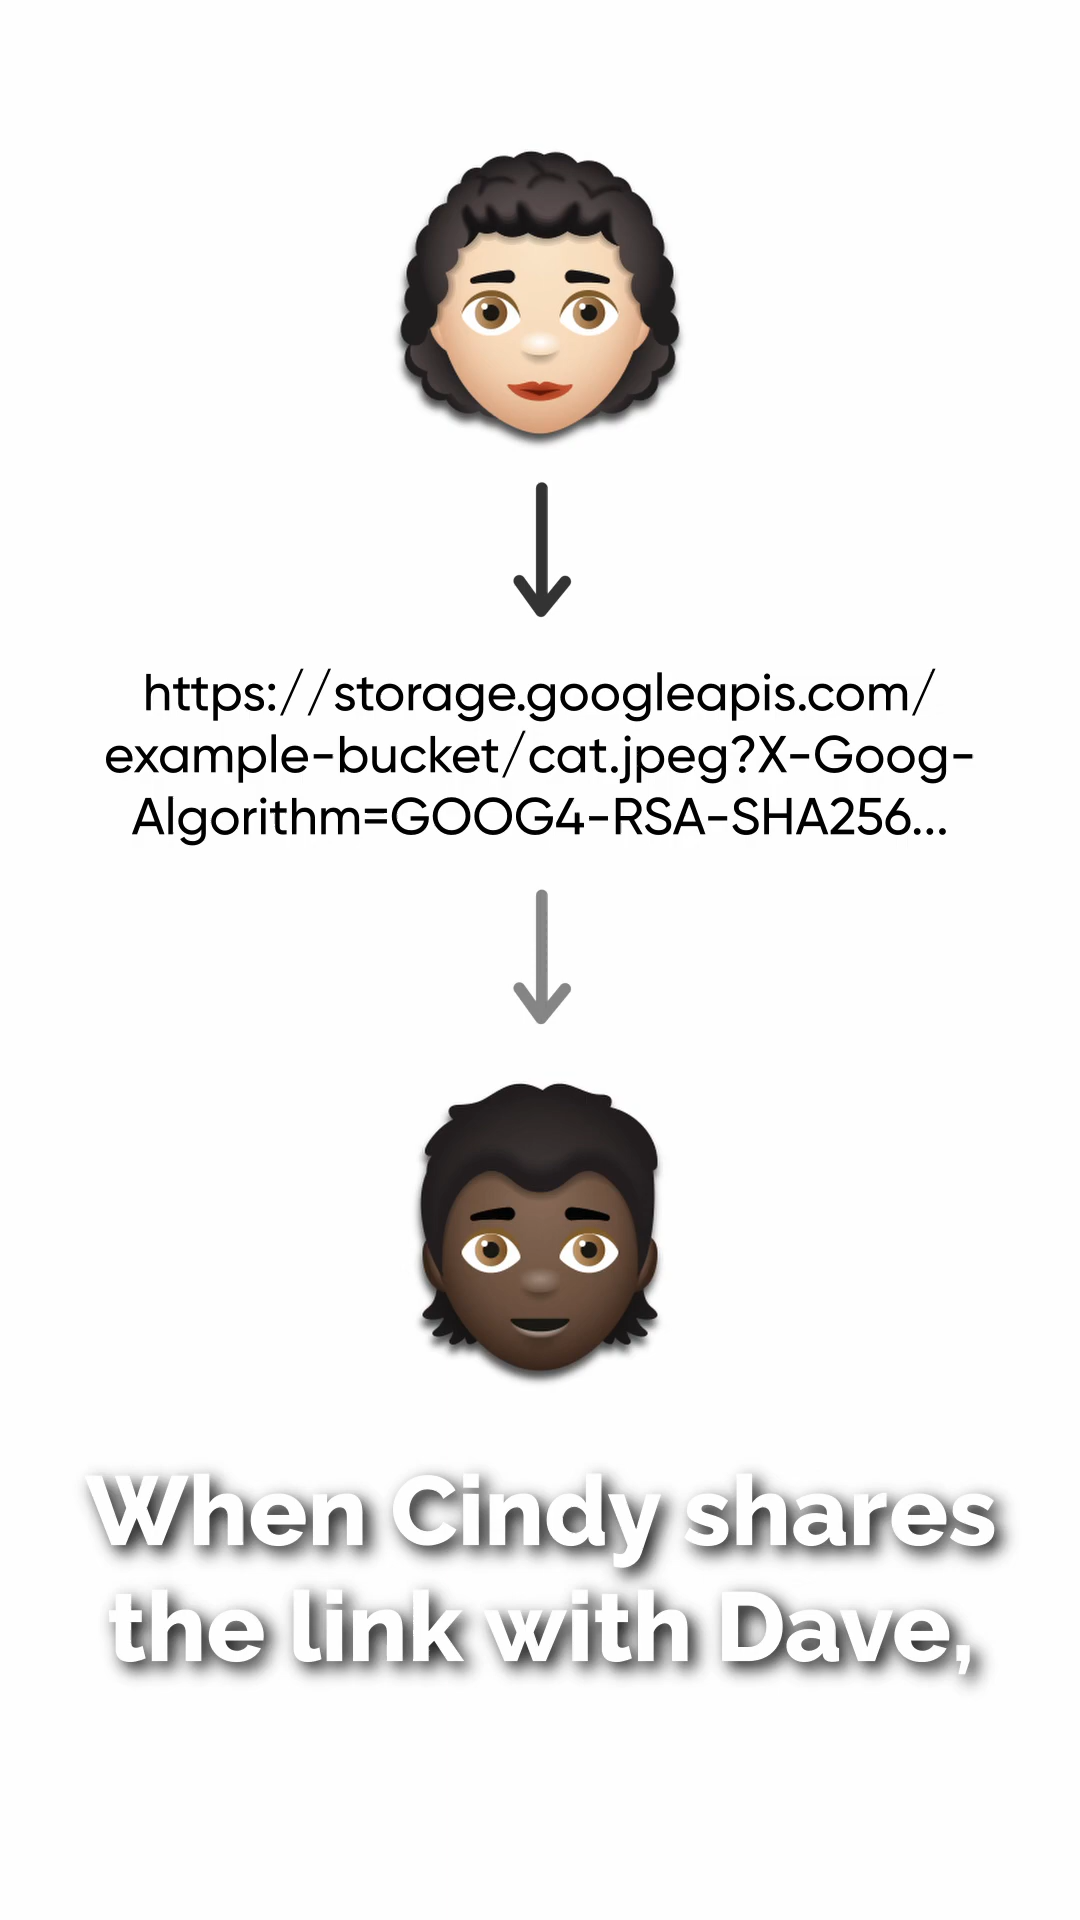 https://storage.googleapis.com/
example-bucket/cat.jpeg?X-Goog-
Algorithm=GOOG4-RSA-SHA256...
When Cindy shares
the link with Dave,